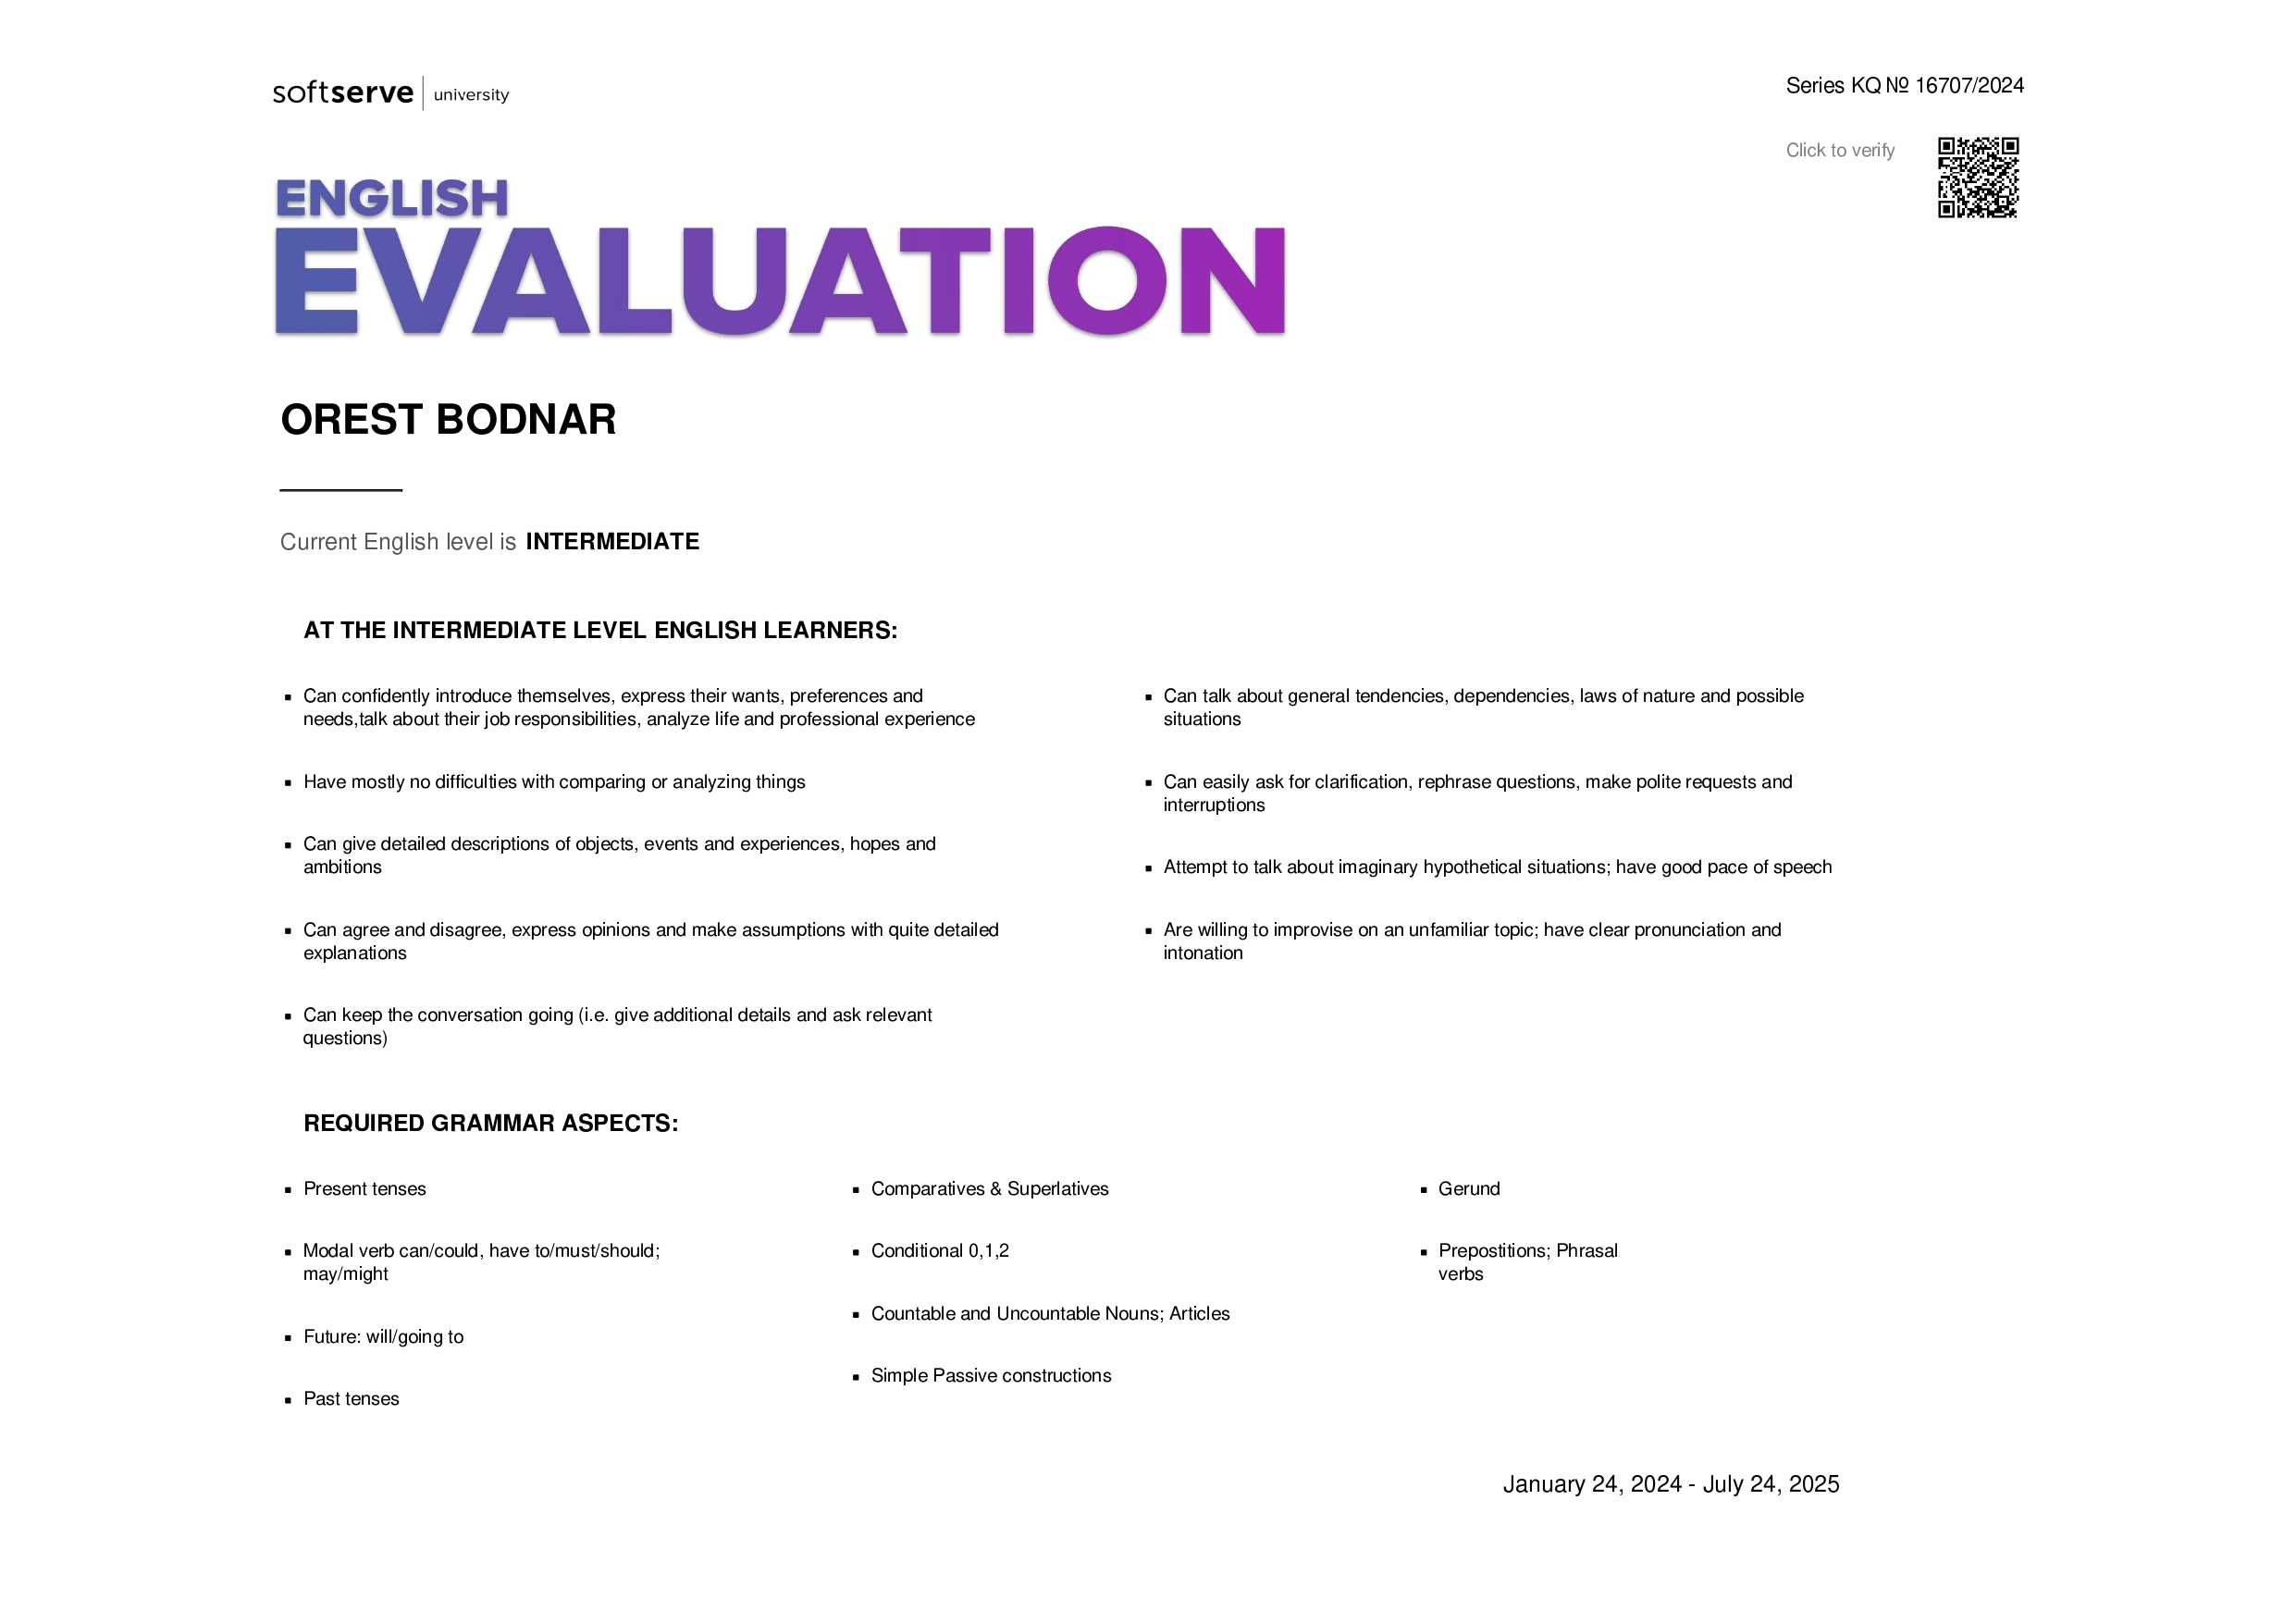 softserve university
Series KQ № 16707/2024
Click to verify
ENGLISH
EVALUATION
OREST BODNAR
Current English level is INTERMEDIATE
AT THE INTERMEDIATE LEVEL ENGLISH LEARNERS:
Can confidently introduce themselves, express their wants, preferences and
needs,talk about their job responsibilities, analyze life and professional experience
Have mostly no difficulties with comparing or analyzing things
Can give detailed descriptions of objects, events and experiences, hopes and
ambitions
Can agree and disagree, express opinions and make assumptions with quite detailed
explanations
Can keep the conversation going (i.e. give additional details and ask relevant
questions)
Can talk about general tendencies, dependencies, laws of nature and possible
situations
Can easily ask for clarification, rephrase questions, make polite requests and
interruptions
Attempt to talk about imaginary hypothetical situations; have good pace of speech
Are willing to improvise on an unfamiliar topic; have clear pronunciation and
intonation
REQUIRED GRAMMAR ASPECTS:
Present tenses
Modal verb can/could, have to/must/should;
may/might
Future: will/going to
Past tenses
Comparatives & Superlatives
Conditional 0,1,2
Countable and Uncountable Nouns; Articles
Simple Passive constructions
Gerund
Prepostitions; Phrasal
verbs
January 24, 2024 - July 24, 2025